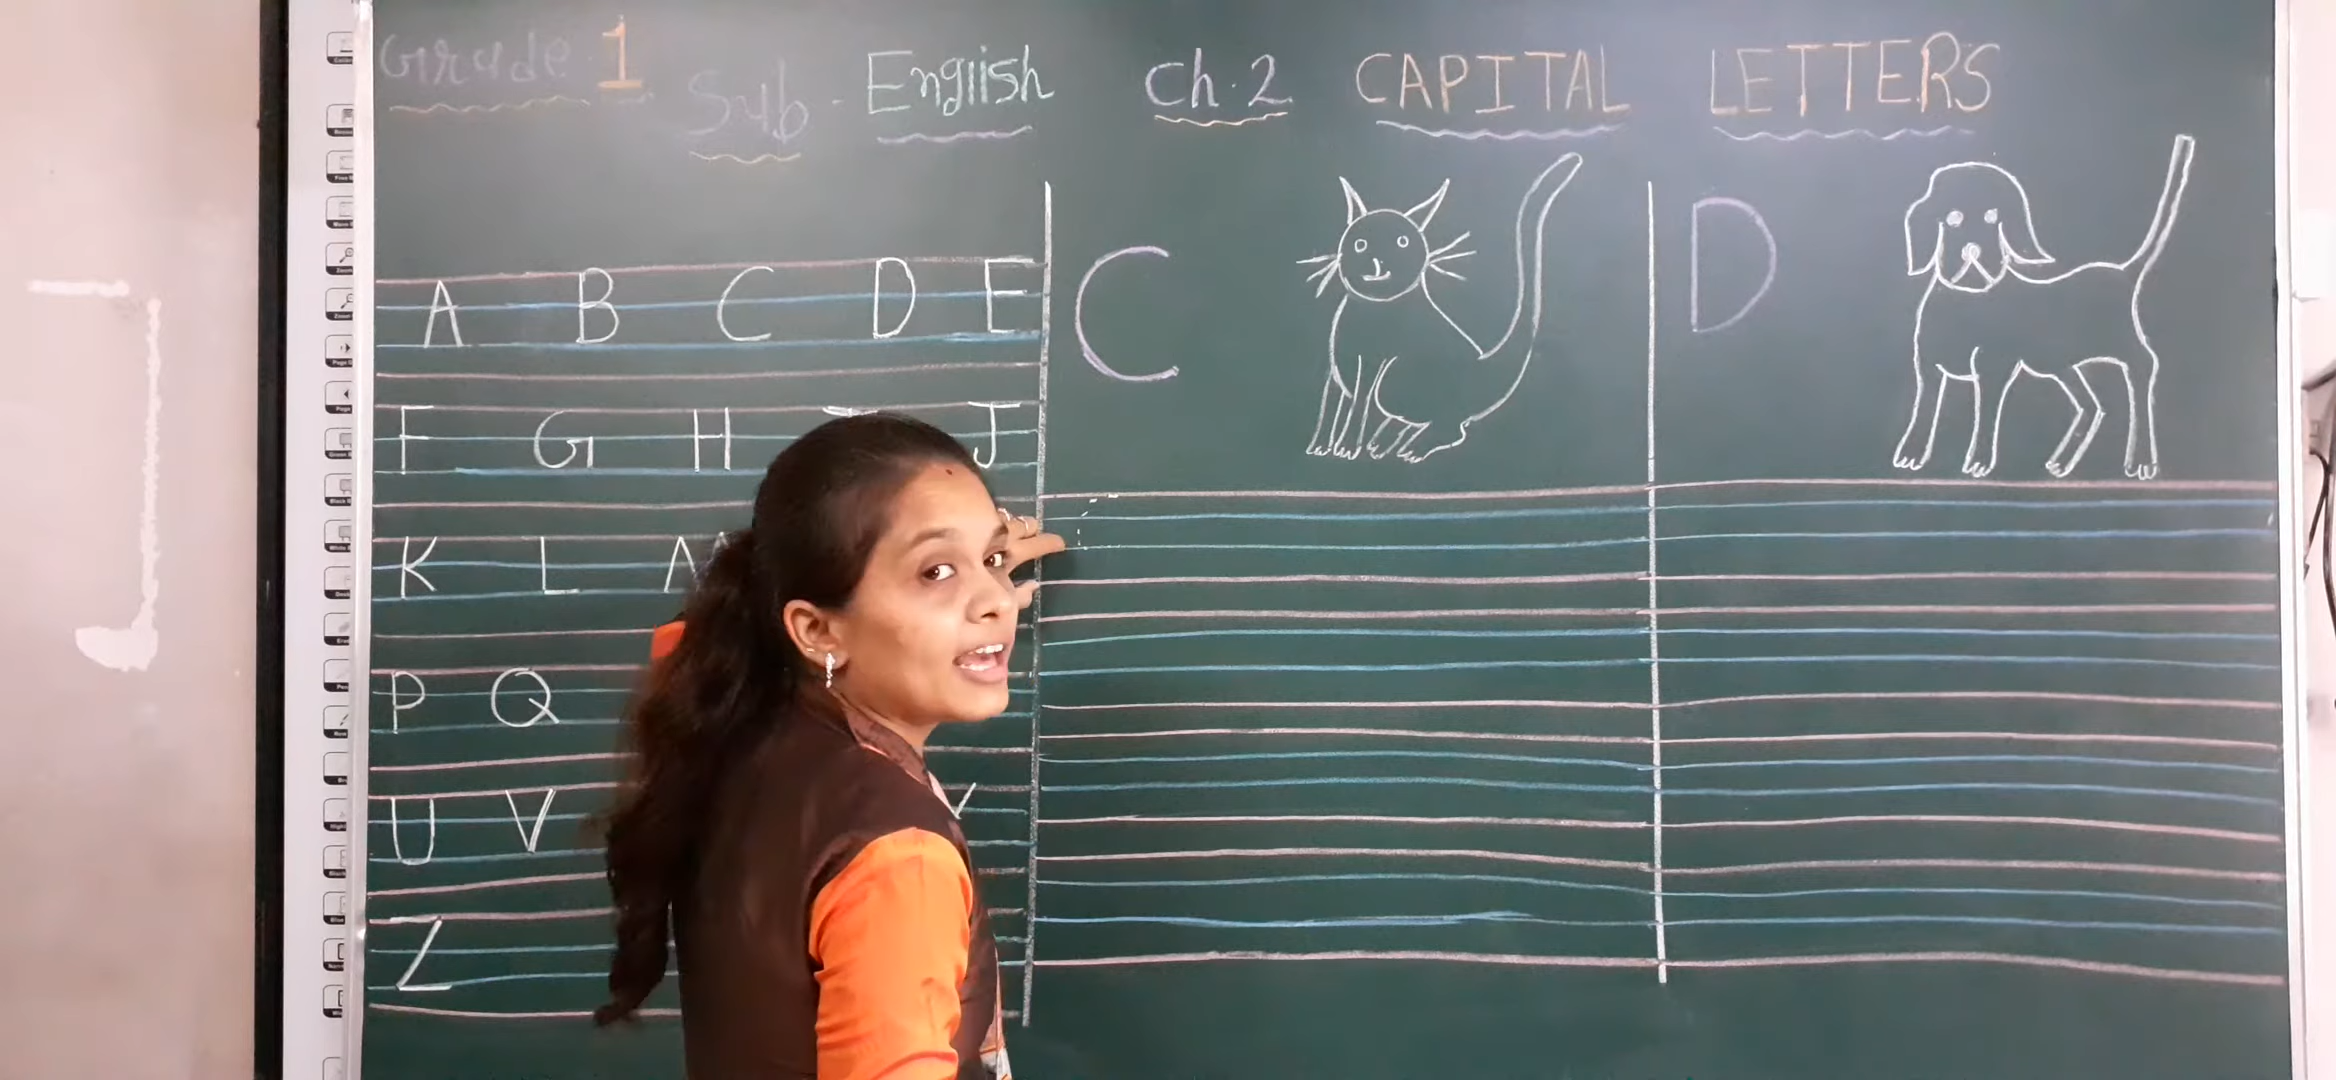 Grade 1 Sub - English Ch. 2 CAPITAL LETTERS
A B C D E
F G H J
K L
P Q
U V
Z
C
D